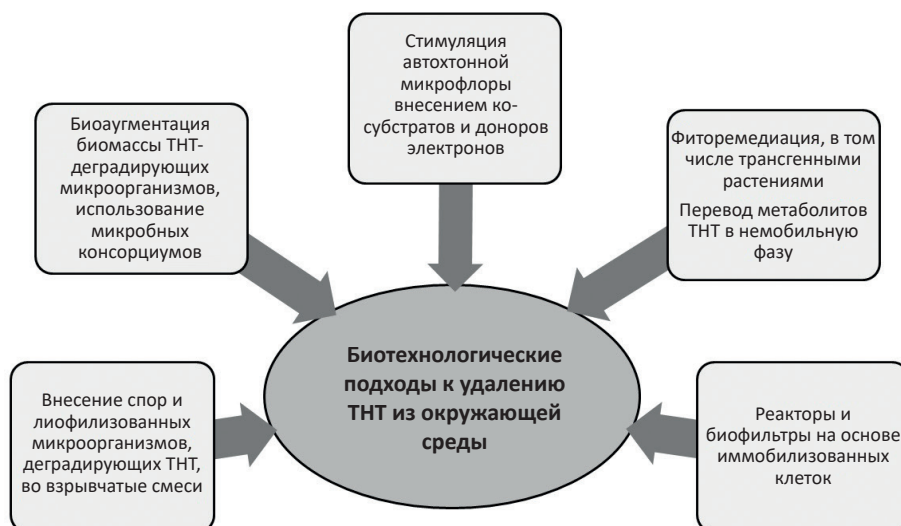 Стимуляция
автохтонной
микрофлоры
внесением ко-
субстратов и доноров
электронов
Биоаугментация
биомассы ТНТ-
деградирующих
микроорганизмов,
использование
микробных
консорциумов
Фиторемедиация, в том
числе трансгенными
растениями
Перевод метаболитов
ТНТ в немобильную
фазу
Биотехнологические
подходы к удалению
ТНТ из окружающей
среды
Внесение спор и
лиофилизованных
микроорганизмов,
деградирующих ТНТ,
во взрывчатые смеси
Реакторы и
биофильтры на основе
иммобилизованных
клеток